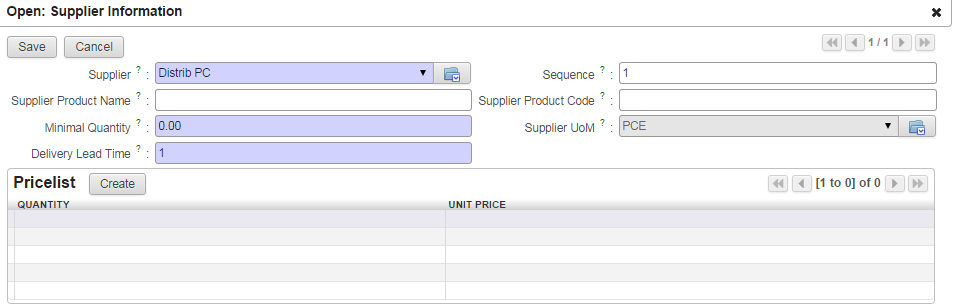 Open: Supplier Information
Save Cancel 1 / 1
Supplier ? : Distrib PC Sequence ? : 1
Supplier Product Name ? : Supplier Product Code ? :
Minimal Quantity ? : 0.00 Supplier UoM ? : PCE
Delivery Lead Time ? : 1
Pricelist Create [1 to 0] of 0
QUANTITY UNIT PRICE